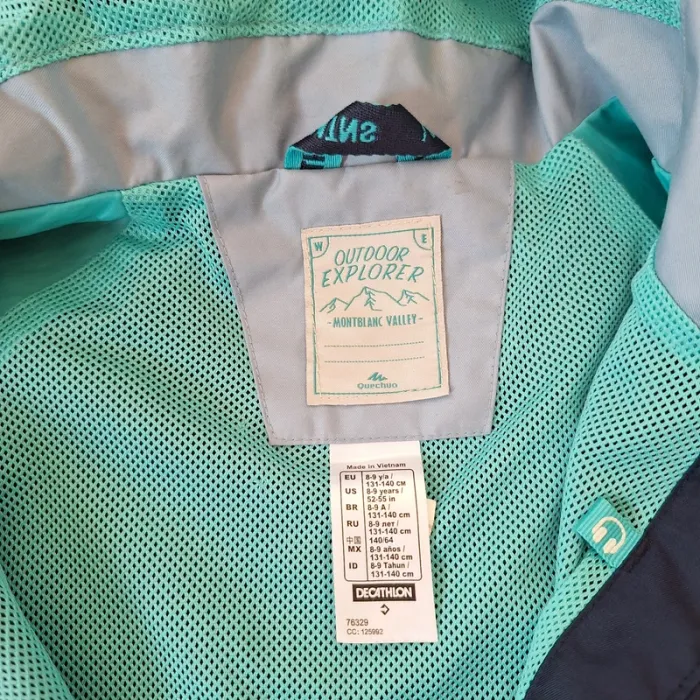 SNI
W
E
OUTDOOR
EXPLORER
-MONTBLANC VALLEY-
Quechua
Made in Vietnam
EU 8-9 y/a /
131-140 CM
US 8-9 years /
52-55 in
BR 8-9 A /
131-140 cm
RU 8-9 лет /
131-140 cm
中国 140/64
MX 8-9 años /
131-140 cm
ID 8-9 Tahun /
131-140 cm
DECATHLON
76329
CC: 125992